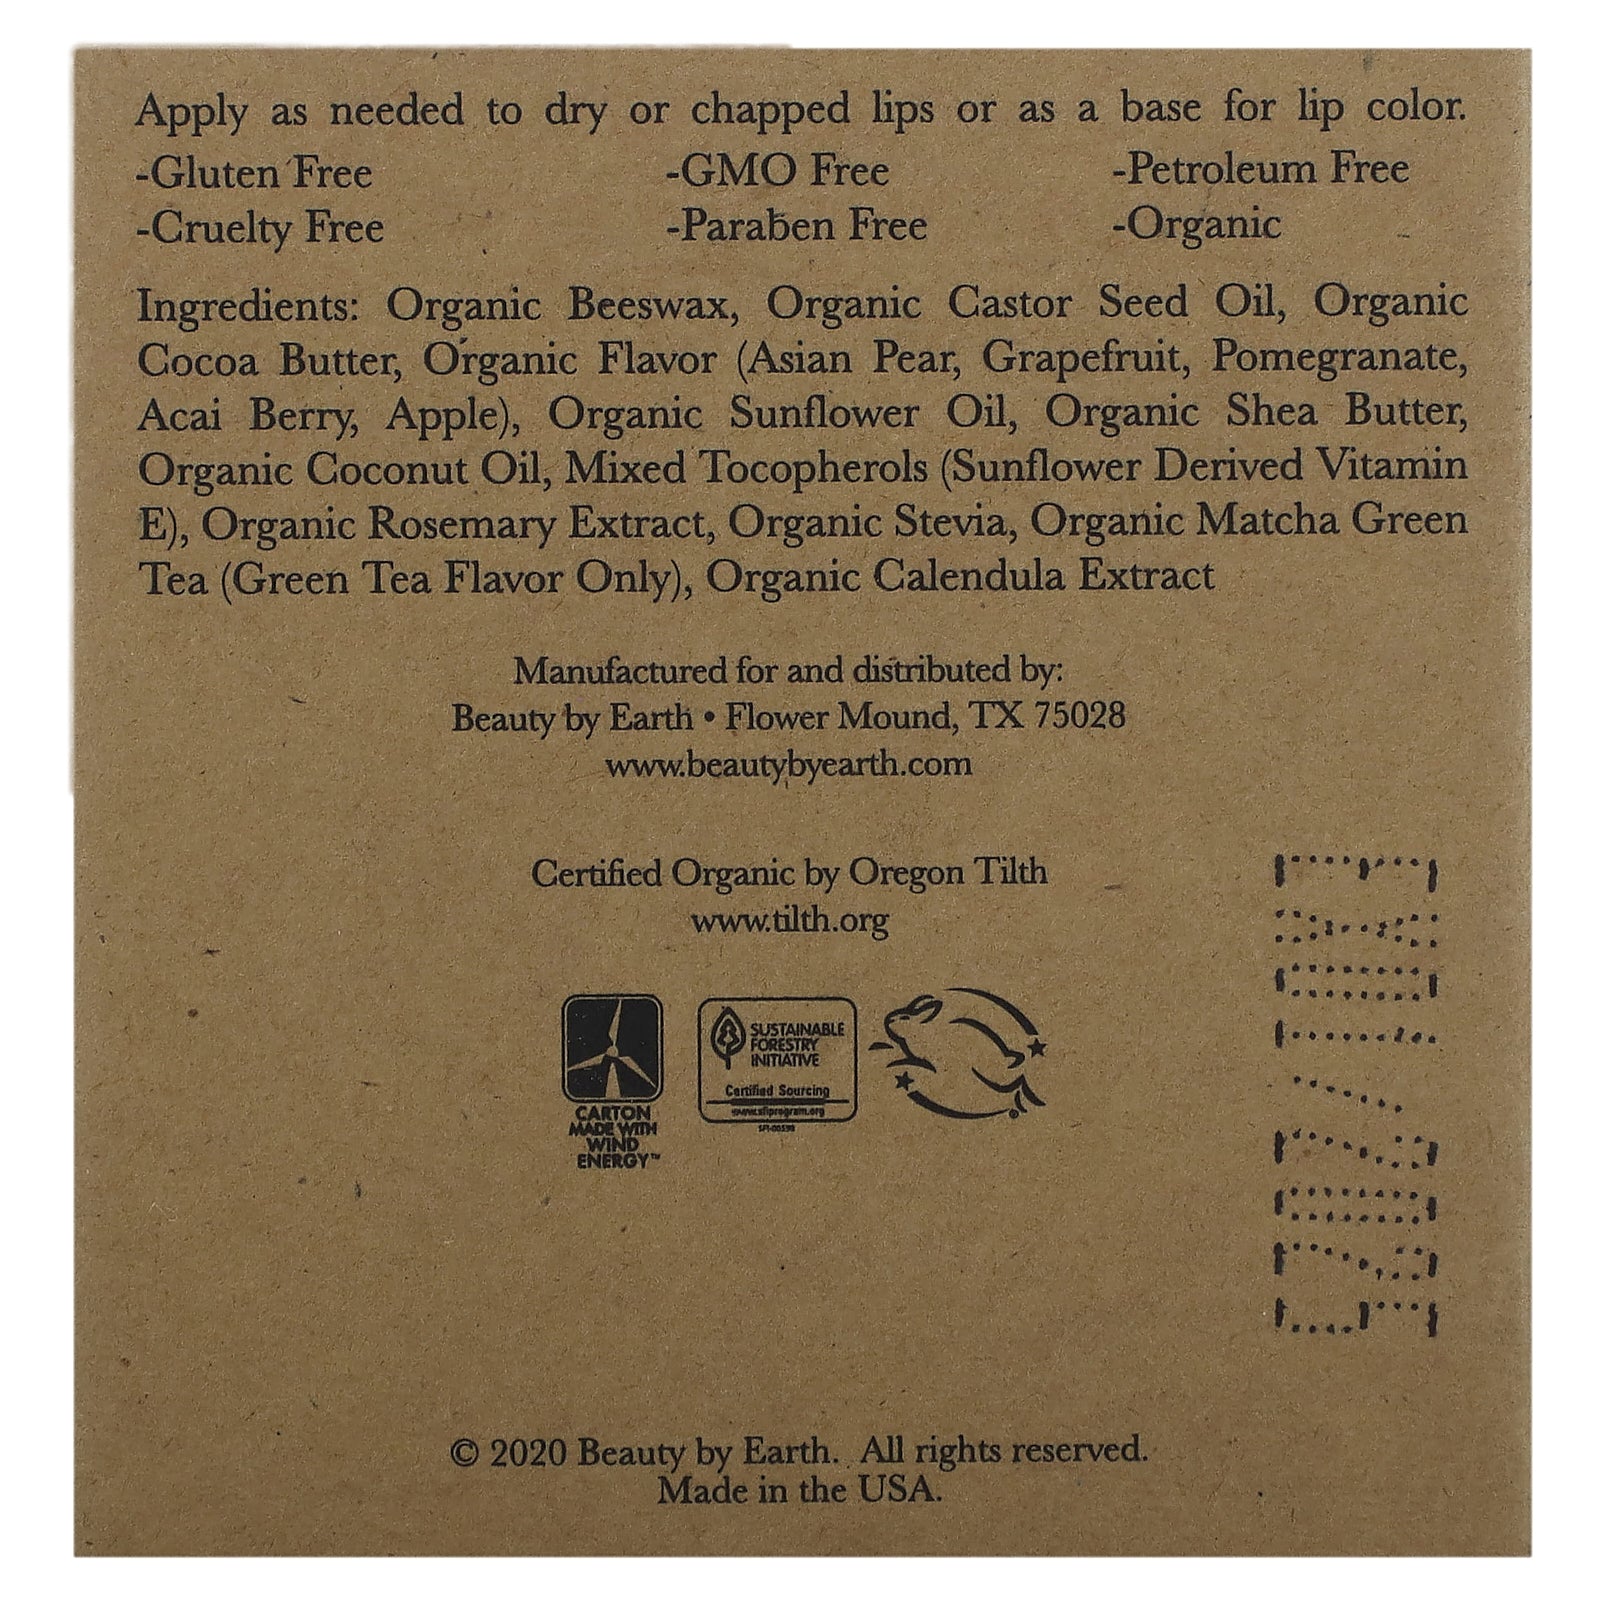 Apply as needed to dry or chapped lips or as a base for lip color.
-Gluten Free -GMO Free -Petroleum Free
-Cruelty Free -Paraben Free -Organic
Ingredients: Organic Beeswax, Organic Castor Seed Oil, Organic
Cocoa Butter, Organic Flavor (Asian Pear, Grapefruit, Pomegranate,
Acai Berry, Apple), Organic Sunflower Oil, Organic Shea Butter,
Organic Coconut Oil, Mixed Tocopherols (Sunflower Derived Vitamin
E), Organic Rosemary Extract, Organic Stevia, Organic Matcha Green
Tea (Green Tea Flavor Only), Organic Calendula Extract
Manufactured for and distributed by:
Beauty by Earth • Flower Mound, TX 75028
www.beautybyearth.com
Certified Organic by Oregon Tilth
www.tilth.org
CARTON
MADE WITH
WIND
ENERGY™
SUSTAINABLE
FORESTRY
INITIATIVE
Certified Sourcing
www.sfiprogram.org
© 2020 Beauty by Earth. All rights reserved.
Made in the USA.